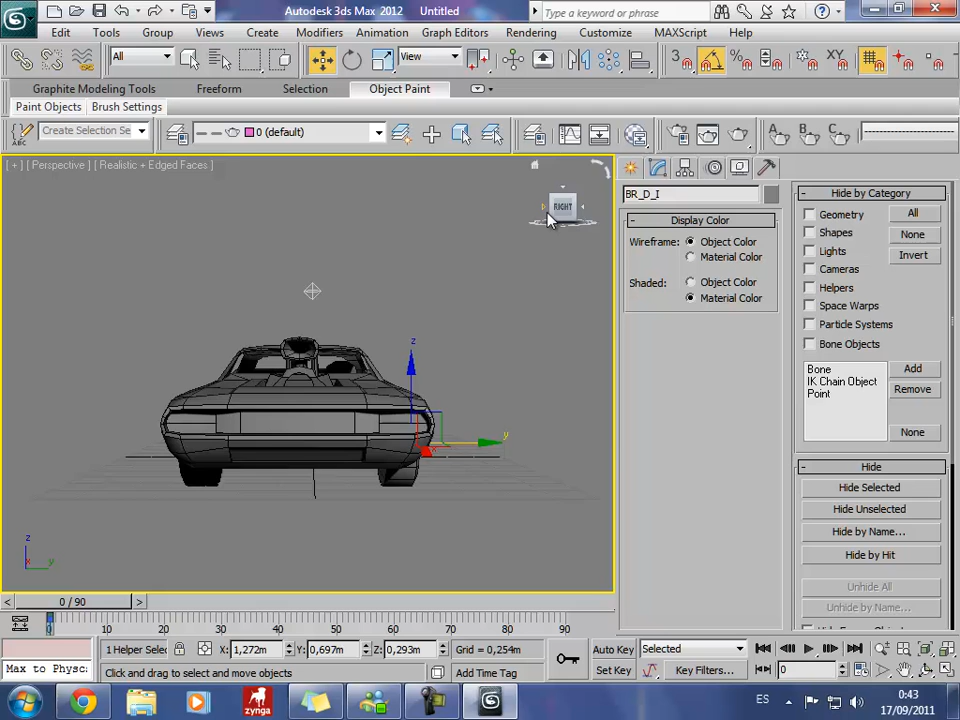 Autodesk 3ds Max 2012 Untitled
Type a keyword or phrase
Edit Tools Group Views Create Modifiers Animation Graph Editors Rendering Customize MAXScript Help
All View
Graphite Modeling Tools Freeform Selection Object Paint
Paint Objects Brush Settings
Create Selection Se 0 (default)
[ + ] [ Perspective ] [ Realistic + Edged Faces ]
RIGHT
BR_D_I
Display Color
Wireframe: Object Color
Material Color
Shaded: Object Color
Material Color
Hide by Category
Geometry All
Shapes None
Lights Invert
Cameras
Helpers
Space Warps
Particle Systems
Bone Objects
Bone Add
IK Chain Object Remove
Point
None
Hide
Hide Selected
Hide Unselected
Hide by Name...
Hide by Hit
Unhide All
Unhide by Name...
z
y
x
z
x y
0 / 90
0 10 20 30 40 50 60 70 80 90
1 Helper Selec X: 1,272m Y: 0,697m Z: 0,293m Grid = 0,254m Auto Key Selected
Max to Physc: Click and drag to select and move objects Add Time Tag Set Key Key Filters... 0
zynga
ES
0:43
17/09/2011